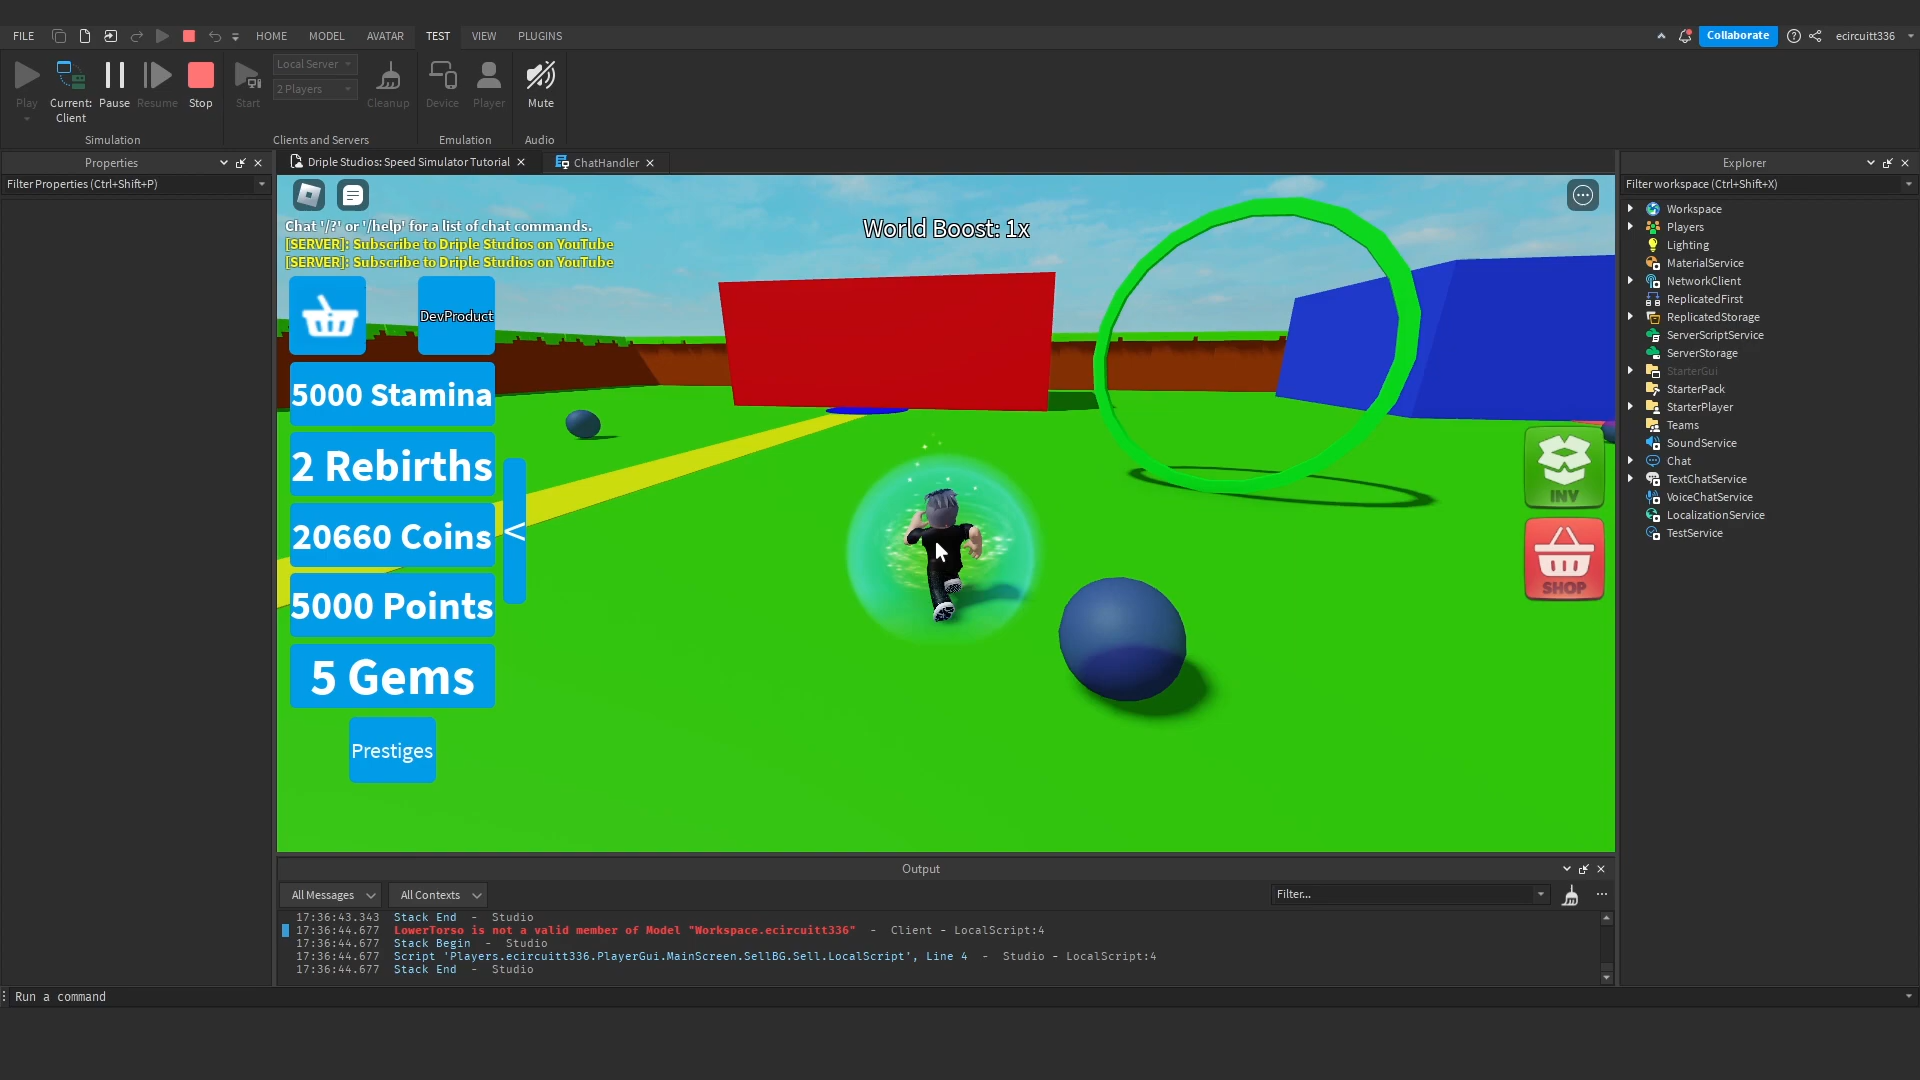 FILE HOME MODEL AVATAR TEST VIEW PLUGINS Collaborate ecircuitt336
Play Current: Client Pause Resume Stop Start Local Server 2 Players Cleanup Device Player Mute
Simulation Clients and Servers Emulation Audio
Properties
Filter Properties (Ctrl+Shift+P)
Driple Studios: Speed Simulator Tutorial
ChatHandler
Explorer
Filter workspace (Ctrl+Shift+X)
Chat '/?' or '/help' for a list of chat commands.
[SERVER]: Subscribe to Driple Studios on YouTube
[SERVER]: Subscribe to Driple Studios on YouTube
World Boost: 1x
DevProduct
5000 Stamina
2 Rebirths
20660 Coins
<
5000 Points
5 Gems
Prestiges
INV
SHOP
Workspace
Players
Lighting
MaterialService
NetworkClient
ReplicatedFirst
ReplicatedStorage
ServerScriptService
ServerStorage
StarterGui
StarterPack
StarterPlayer
Teams
SoundService
Chat
TextChatService
VoiceChatService
LocalizationService
TestService
Output
All Messages All Contexts Filter...
17:36:43.343 Stack End - Studio
17:36:44.677 LowerTorso is not a valid member of Model "Workspace.ecircuitt336" - Client - LocalScript:4
17:36:44.677 Stack Begin - Studio
17:36:44.677 Script 'Players.ecircuitt336.PlayerGui.MainScreen.SellBG.Sell.LocalScript', Line 4 - Studio - LocalScript:4
17:36:44.677 Stack End - Studio
Run a command